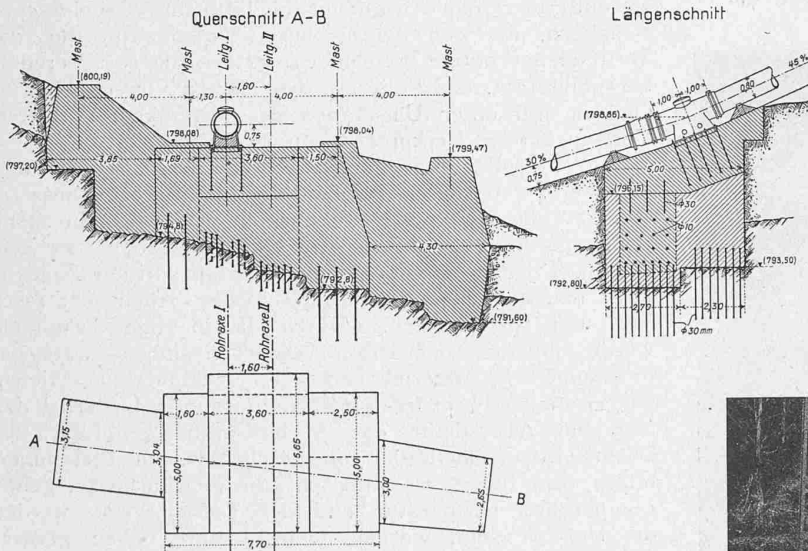 Querschnitt A-B
Mast
(800,19)
4,00
Mast
1,30
Leitg. I
Leitg. II
1,60
4,00
Mast
4,00
Mast
(798,08)
0,75
(798,04)
(799,47)
(797,20)
3,85
1,69
3,60
1,50
(794,8)
4,30
(792,8)
(791,60)
Längenschnitt
45%
1,00
1,00
0,80
(798,86)
30%
0,75
5,00
(796,15)
Φ30
Φ10
(793,50)
(792,80)
2,70
2,30
Φ30mm
Rohraxe I
Rohraxe II
1,60
1,60
3,60
2,50
A
3,15
3,04
5,00
5,65
5,00
3,00
2,65
B
7,70